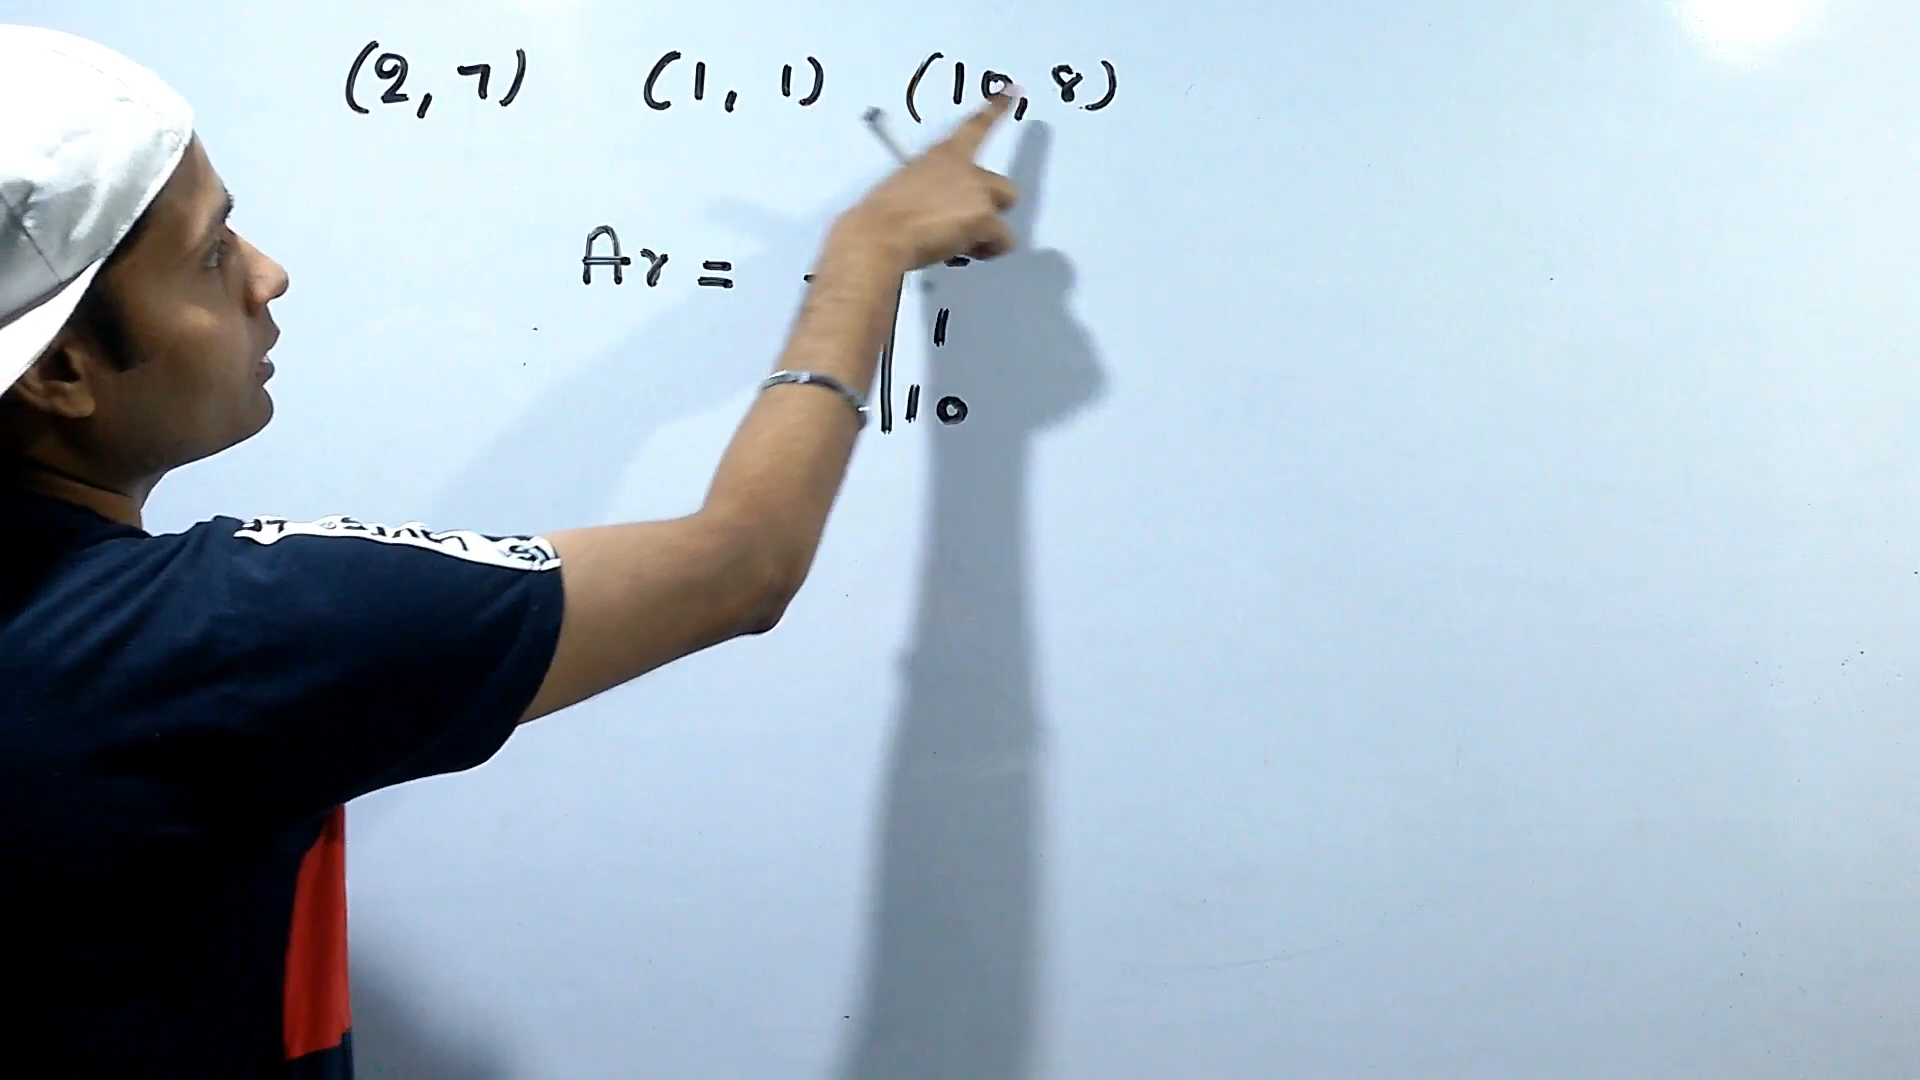 (2, 7) (1, 1) (10, 8)
Ar =
1
10